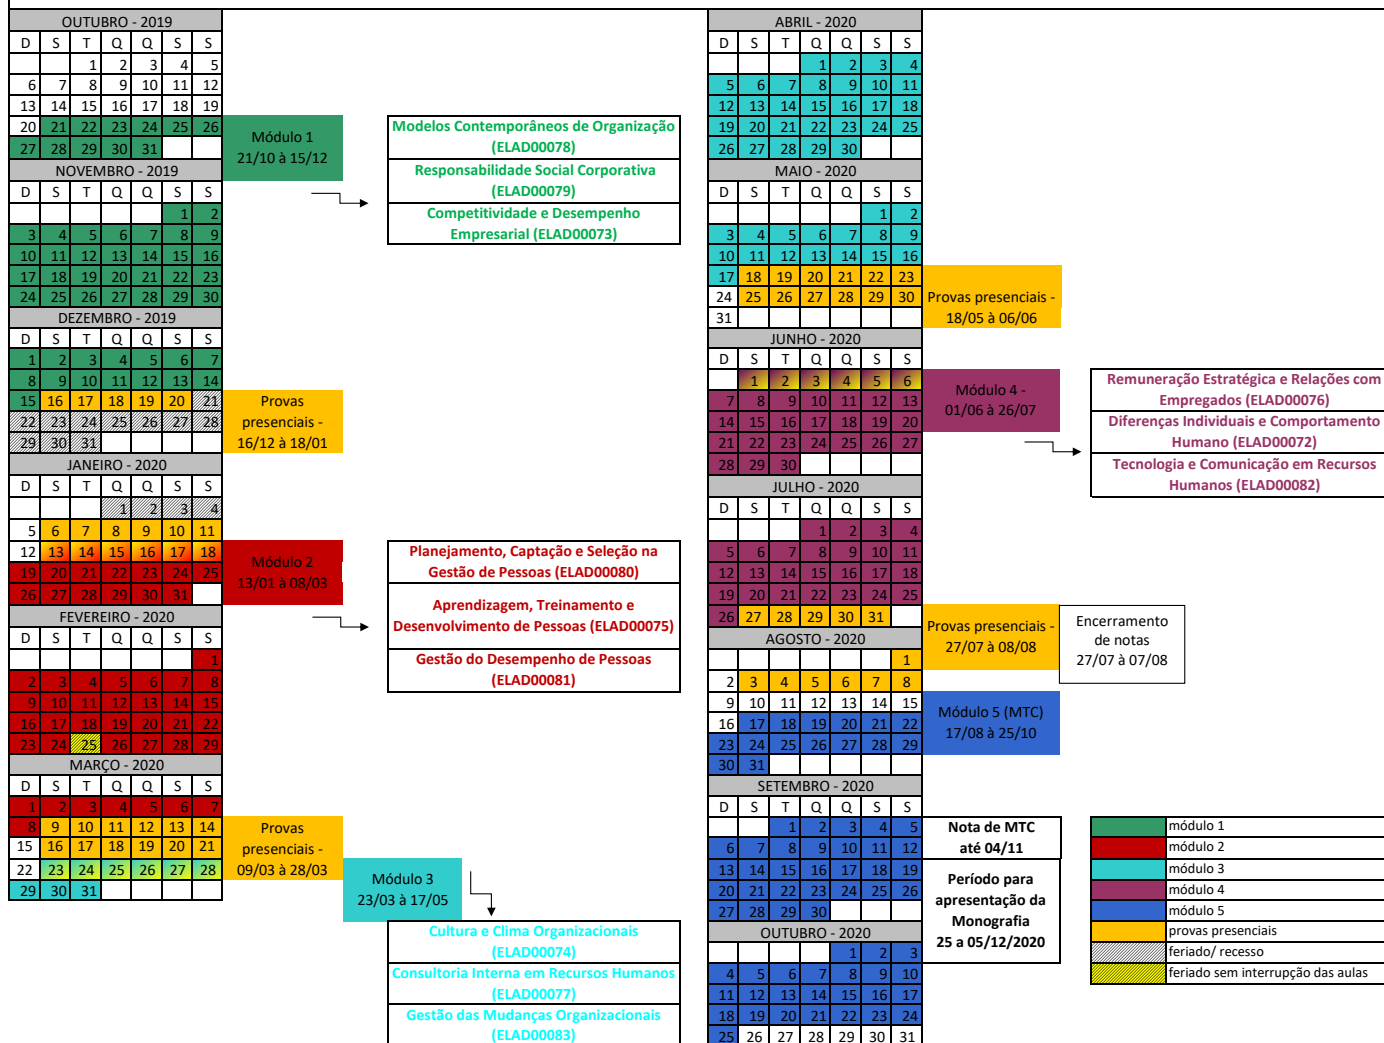 OUTUBRO - 2019
D S T Q Q S S
1 2 3 4 5
6 7 8 9 10 11 12
13 14 15 16 17 18 19
20 21 22 23 24 25 26
27 28 29 30 31
Módulo 1
21/10 à 15/12
Modelos Contemporâneos de Organização
(ELAD00078)
Responsabilidade Social Corporativa
(ELAD00079)
Competitividade e Desempenho
Empresarial (ELAD00073)
NOVEMBRO - 2019
D S T Q Q S S
1 2
3 4 5 6 7 8 9
10 11 12 13 14 15 16
17 18 19 20 21 22 23
24 25 26 27 28 29 30
DEZEMBRO - 2019
D S T Q Q S S
1 2 3 4 5 6 7
8 9 10 11 12 13 14
15 16 17 18 19 20 21
22 23 24 25 26 27 28
29 30 31
Provas
presenciais -
16/12 à 18/01
JANEIRO - 2020
D S T Q Q S S
1 2 3 4
5 6 7 8 9 10 11
12 13 14 15 16 17 18
19 20 21 22 23 24 25
26 27 28 29 30 31
Módulo 2
13/01 à 08/03
Planejamento, Captação e Seleção na
Gestão de Pessoas (ELAD00080)
Aprendizagem, Treinamento e
Desenvolvimento de Pessoas (ELAD00075)
Gestão do Desempenho de Pessoas
(ELAD00081)
FEVEREIRO - 2020
D S T Q Q S S
1
2 3 4 5 6 7 8
9 10 11 12 13 14 15
16 17 18 19 20 21 22
23 24 25 26 27 28 29
MARÇO - 2020
D S T Q Q S S
1 2 3 4 5 6 7
8 9 10 11 12 13 14
15 16 17 18 19 20 21
22 23 24 25 26 27 28
29 30 31
Provas
presenciais -
09/03 à 28/03
Módulo 3
23/03 à 17/05
Cultura e Clima Organizacionais
(ELAD00074)
Consultoria Interna em Recursos Humanos
(ELAD00077)
Gestão das Mudanças Organizacionais
(ELAD00083)
ABRIL - 2020
D S T Q Q S S
1 2 3 4
5 6 7 8 9 10 11
12 13 14 15 16 17 18
19 20 21 22 23 24 25
26 27 28 29 30
MAIO - 2020
D S T Q Q S S
1 2
3 4 5 6 7 8 9
10 11 12 13 14 15 16
17 18 19 20 21 22 23
24 25 26 27 28 29 30
31
Provas presenciais -
18/05 à 06/06
JUNHO - 2020
D S T Q Q S S
1 2 3 4 5 6
7 8 9 10 11 12 13
14 15 16 17 18 19 20
21 22 23 24 25 26 27
28 29 30
Módulo 4 -
01/06 à 26/07
Remuneração Estratégica e Relações com
Empregados (ELAD00076)
Diferenças Individuais e Comportamento
Humano (ELAD00072)
Tecnologia e Comunicação em Recursos
Humanos (ELAD00082)
JULHO - 2020
D S T Q Q S S
1 2 3 4
5 6 7 8 9 10 11
12 13 14 15 16 17 18
19 20 21 22 23 24 25
26 27 28 29 30 31
Provas presenciais -
27/07 à 08/08
Encerramento
de notas
27/07 à 07/08
AGOSTO - 2020
1
2 3 4 5 6 7 8
9 10 11 12 13 14 15
16 17 18 19 20 21 22
23 24 25 26 27 28 29
30 31
Módulo 5 (MTC)
17/08 à 25/10
SETEMBRO - 2020
D S T Q Q S S
1 2 3 4 5
6 7 8 9 10 11 12
13 14 15 16 17 18 19
20 21 22 23 24 25 26
27 28 29 30
Nota de MTC
até 04/11
Período para
apresentação da
Monografia
25 a 05/12/2020
OUTUBRO - 2020
1 2 3
4 5 6 7 8 9 10
11 12 13 14 15 16 17
18 19 20 21 22 23 24
25 26 27 28 29 30 31
módulo 1
módulo 2
módulo 3
módulo 4
módulo 5
provas presenciais
feriado/ recesso
feriado sem interrupção das aulas